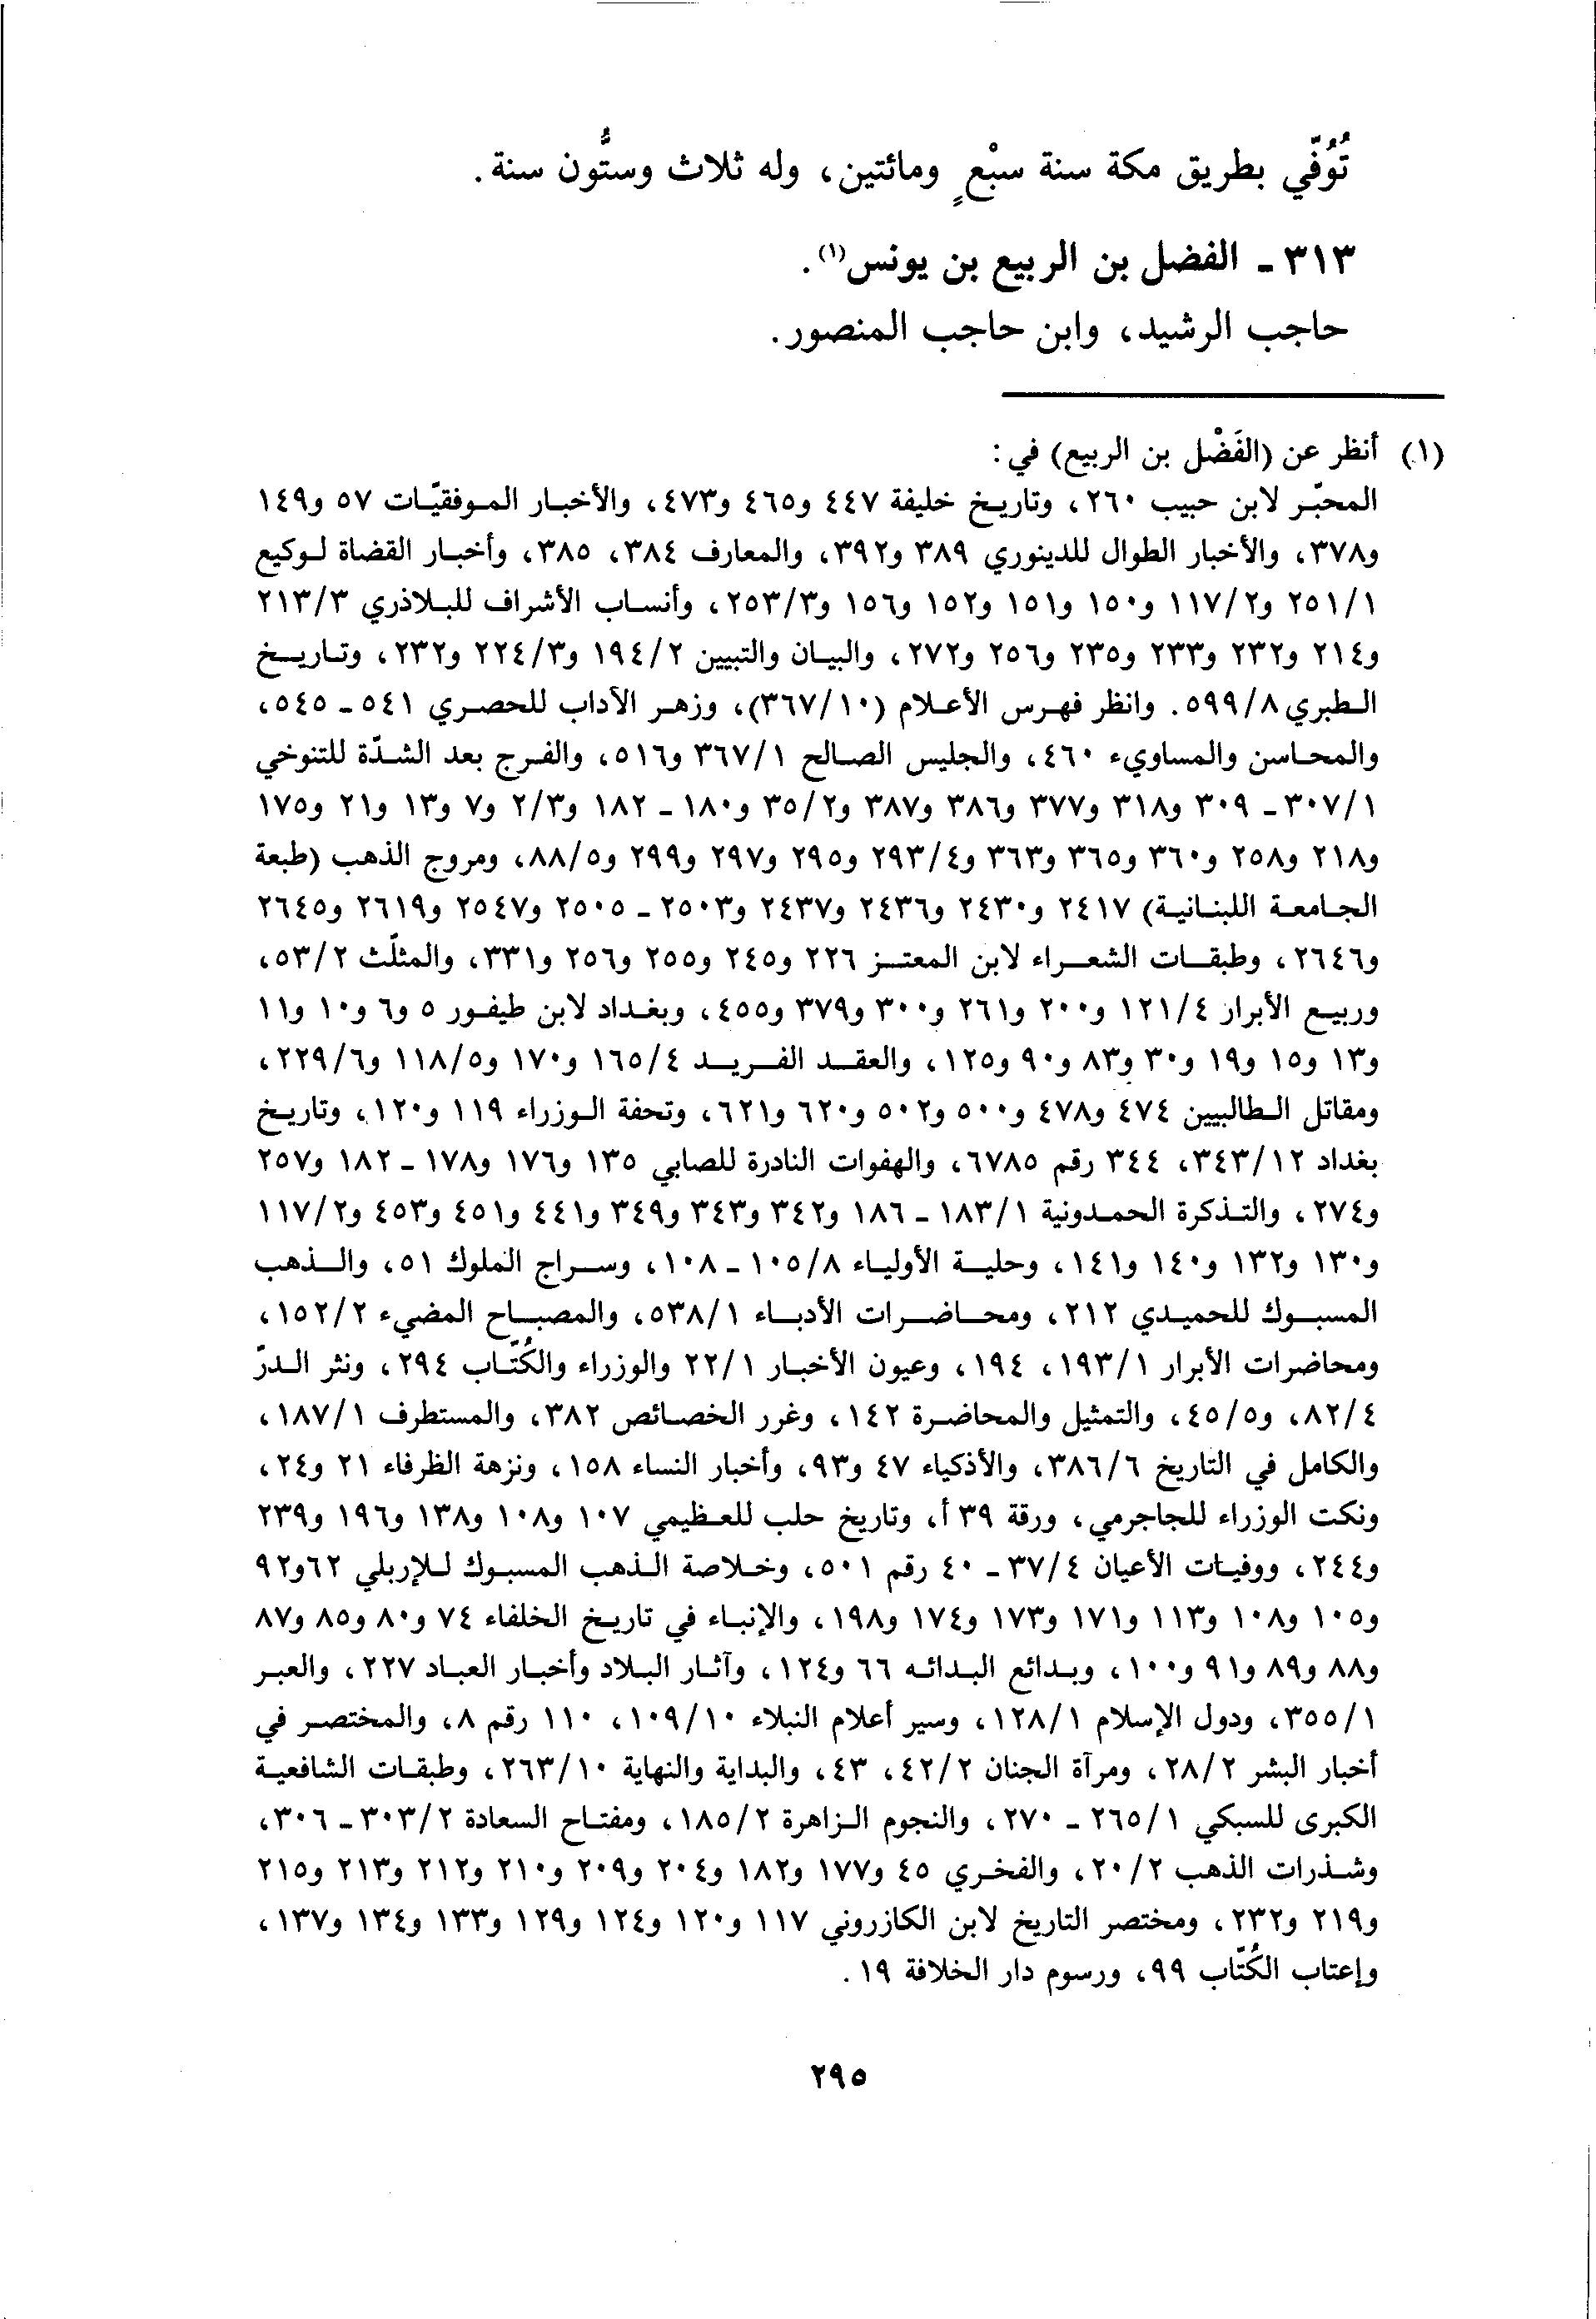 تُوُفّي بطريق مكة سنة سبْعٍ ومائتين، وله ثلاث وستُّون سنة.
٣١٣ - الفضل بن الربيع بن يونس(١).
حاجب الرشيد، وابن حاجب المنصور.
(١) أنظر عن (الفَضْل بن الربيع) في:
المحبّر لابن حبيب ٢٦٠، وتاريخ خليفة ٤٤٧ و٤٦٥ و٤٧٣، والأخبار الموفقيّات ٥٧ و١٤٩
و٣٧٨، والأخبار الطوال للدينوري ٣٨٩ و٣٩٢، والمعارف ٣٨٤، ٣٨٥، وأخبار القضاة لوكيع
٢٥١/١ و١١٧/٢ و١٥٠ و١٥١ و١٥٢ و١٥٦ و٢٥٣/٣، وأنساب الأشراف للبلاذري ٢١٣/٣
و٢١٤ و٢٣٢ و٢٣٣ و٢٣٥ و٢٥٦ و٢٧٢، والبيان والتبيين ١٩٤/٢ و٢٢٤/٣ و٢٣٢، وتاريخ
الطبري ٥٩٩/٨. وانظر فهرس الأعلام (٣٦٧/١٠)، وزهر الآداب للحصري ٥٤١ - ٥٤٥،
والمحاسن والمساويء ٤٦٠، والجليس الصالح ٣٦٧/١ و٥١٦، والفرج بعد الشدّة للتنوخي
٣٠٧/١ - ٣٠٩ و٣١٨ و٣٧٧ و٣٨٦ و٣٨٧ و٣٥/٢ و١٨٠ - ١٨٢ و٢/٣ و٧ و١٣ و٢١ و١٧٥
و٢١٨ و٢٥٨ و٣٦٠ و٣٦٥ و٣٦٣ و٢٩٣/٤ و٢٩٥ و٢٩٧ و٢٩٩ و٨٨/٥، ومروج الذهب (طبعة
الجامعة اللبنانية) ٢٤١٧ و٢٤٣٠ و٢٤٣٦ و٢٤٣٧ و٢٥٠٣ - ٢٥٠٥ و٢٥٤٧ و٢٦١٩ و٢٦٤٥
و٢٦٤٦، وطبقات الشعراء لابن المعتز ٢٢٦ و٢٤٥ و٢٥٥ و٢٥٦ و٣٣١، والمثلّث ٥٣/٢،
وربيع الأبرار ١٢١/٤ و٢٠٠ و٢٦١ و٣٠٠ و٣٧٩ و٤٥٥، وبغداد لابن طيفور ٥ و٦ و١٠ و١١
و١٣ و١٥ و١٩ و٣٠ و٨٣ و٩٠ و١٢٥، والعقد الفريد ١٦٥/٤ و١٧٠ و١١٨/٥ و٢٢٩/٦،
ومقاتل الطالبيين ٤٧٤ و٤٧٨ و٥٠٠ و٥٠٢ و٦٢٠ و٦٢١، وتحفة الوزراء ١١٩ و١٢٠، وتاريخ
بغداد ٣٤٣/١٢، ٣٤٤ رقم ٦٧٨٥، والهفوات النادرة للصابي ١٣٥ و١٧٦ و١٧٨ - ١٨٢ و٢٥٧
و٢٧٤، والتذكرة الحمدونية ١٨٣/١ - ١٨٦ و٣٤٢ و٣٤٣ و٣٤٩ و٤٤١ و٤٥١ و٤٥٣ و١١٧/٢
و١٣٠ و١٣٢ و١٤٠ و١٤١، وحلية الأولياء ١٠٥/٨ - ١٠٨، وسراج الملوك ٥١، والذهب
المسبوك للحميدي ٢١٢، ومحاضرات الأدباء ٥٣٨/١، والمصباح المضيء ١٥٢/٢،
ومحاضرات الأبرار ١٩٣/١، ١٩٤، وعيون الأخبار ٢٢/١ والوزراء والكُتّاب ٢٩٤، ونثر الدرّ
٨٢/٤، و٤٥/٥، والتمثيل والمحاضرة ١٤٢، وغرر الخصائص ٣٨٢، والمستطرف ١٨٧/١،
والكامل في التاريخ ٣٨٦/٦، والأذكياء ٤٧ و٩٣، وأخبار النساء ١٥٨، ونزهة الظرفاء ٢١ و٢٤،
ونكت الوزراء للجاجرمي، ورقة ٣٩ أ، وتاريخ حلب للعظيمي ١٠٧ و١٠٨ و١٣٨ و١٩٦ و٢٣٩
و٢٤٤، ووفيات الأعيان ٣٧/٤ - ٤٠ رقم ٥٠١، وخلاصة الذهب المسبوك للإربلي ٦٢ و٩٢
و١٠٥ و١٠٨ و١١٣ و١٧١ و١٧٣ و١٧٤ و١٩٨، والإنباء في تاريخ الخلفاء ٧٤ و٨٠ و٨٥ و٨٧
و٨٨ و٨٩ و٩١ و١٠٠، وبدائع البدائه ٦٦ و١٢٤، وآثار البلاد وأخبار العباد ٢٢٧، والعبر
٣٥٥/١، ودول الإسلام ١٢٨/١، وسير أعلام النبلاء ١٠٩/١٠، ١١٠ رقم ٨، والمختصر في
أخبار البشر ٢٨/٢، ومرآة الجنان ٤٢/٢، ٤٣، والبداية والنهاية ٢٦٣/١٠، وطبقات الشافعية
الكبرى للسبكي ٢٦٥/١ - ٢٧٠، والنجوم الزاهرة ١٨٥/٢، ومفتاح السعادة ٣٠٣/٢ - ٣٠٦،
وشذرات الذهب ٢٠/٢، والفخري ٤٥ و١٧٧ و١٨٢ و٢٠٤ و٢٠٩ و٢١٠ و٢١٢ و٢١٣ و٢١٥
و٢١٩ و٢٣٢، ومختصر التاريخ لابن الكازروني ١١٧ و١٢٠ و١٢٤ و١٢٩ و١٣٣ و١٣٤ و١٣٧،
وإعتاب الكُتّاب ٩٩، ورسوم دار الخلافة ١٩.
٢٩٥